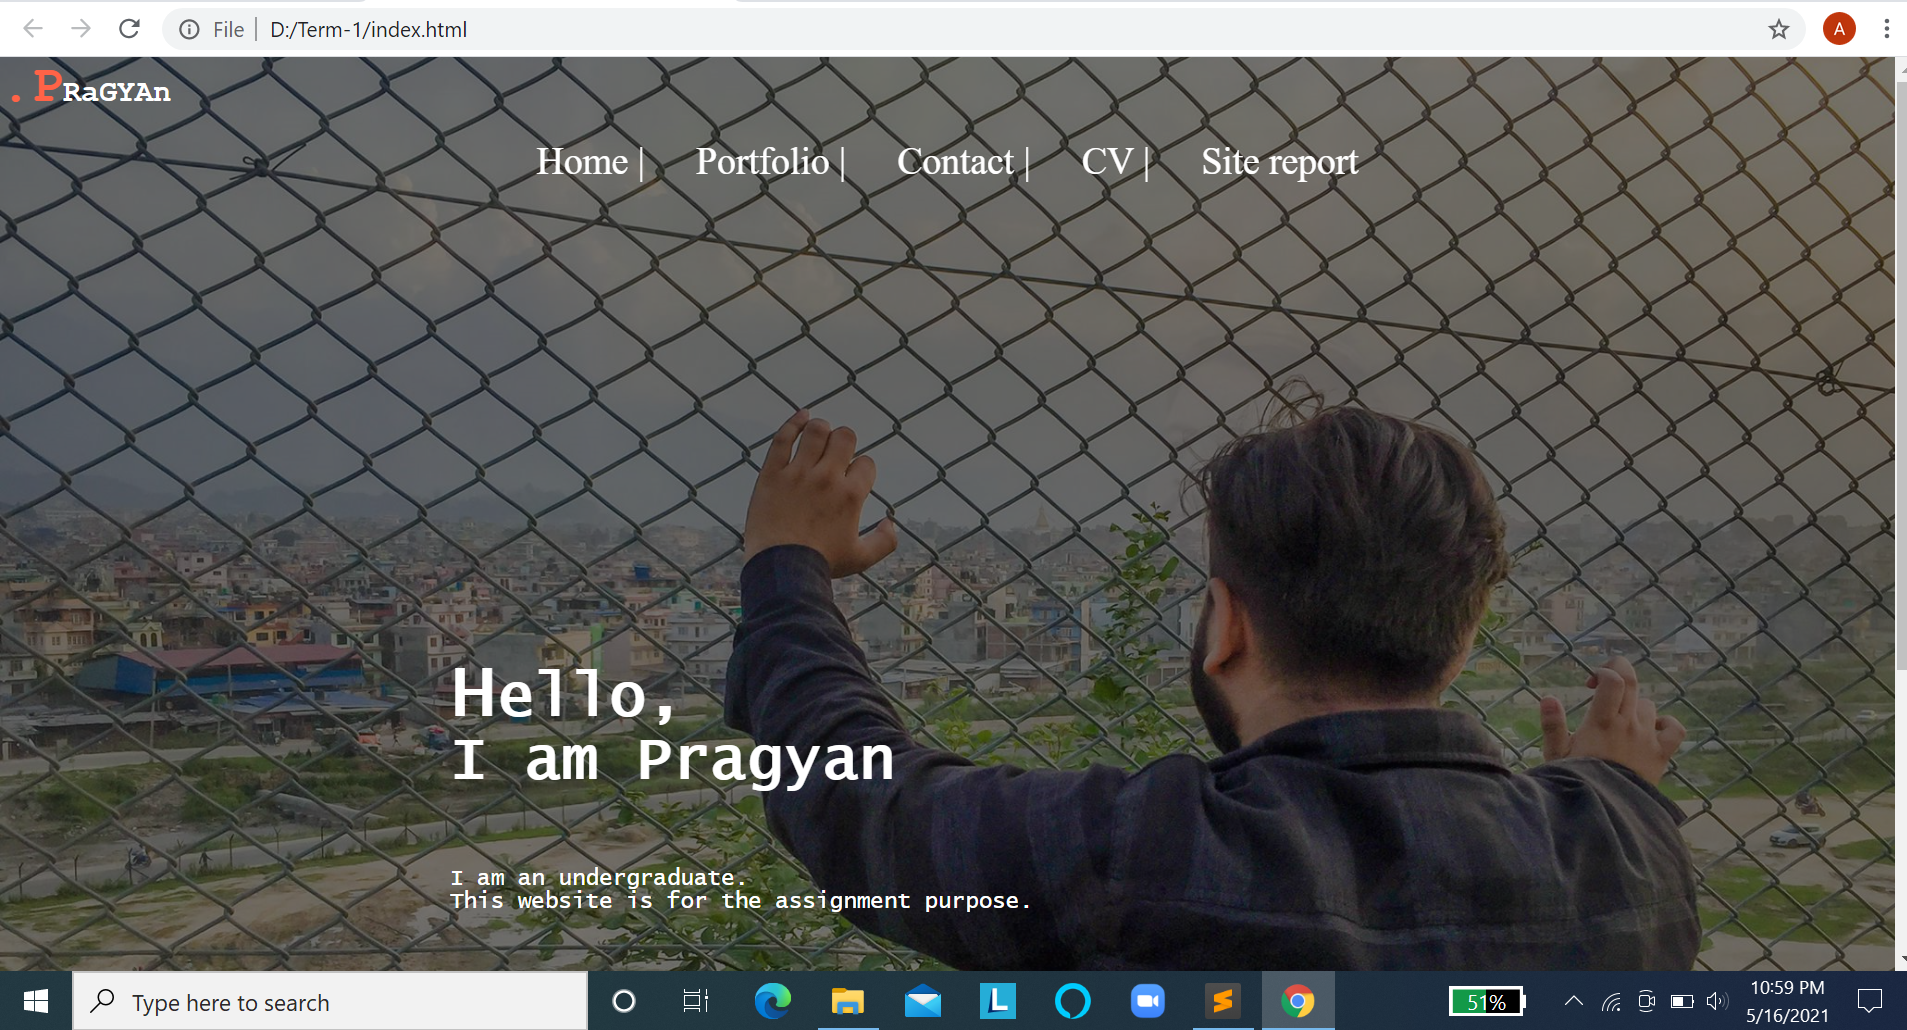 File | D:/Term-1/index.html
A
. PRaGYAn
Home | Portfolio | Contact | CV | Site report
Hello,
I am Pragyan
I am an undergraduate.
This website is for the assignment purpose.
Type here to search
L
51%
10:59 PM
5/16/2021